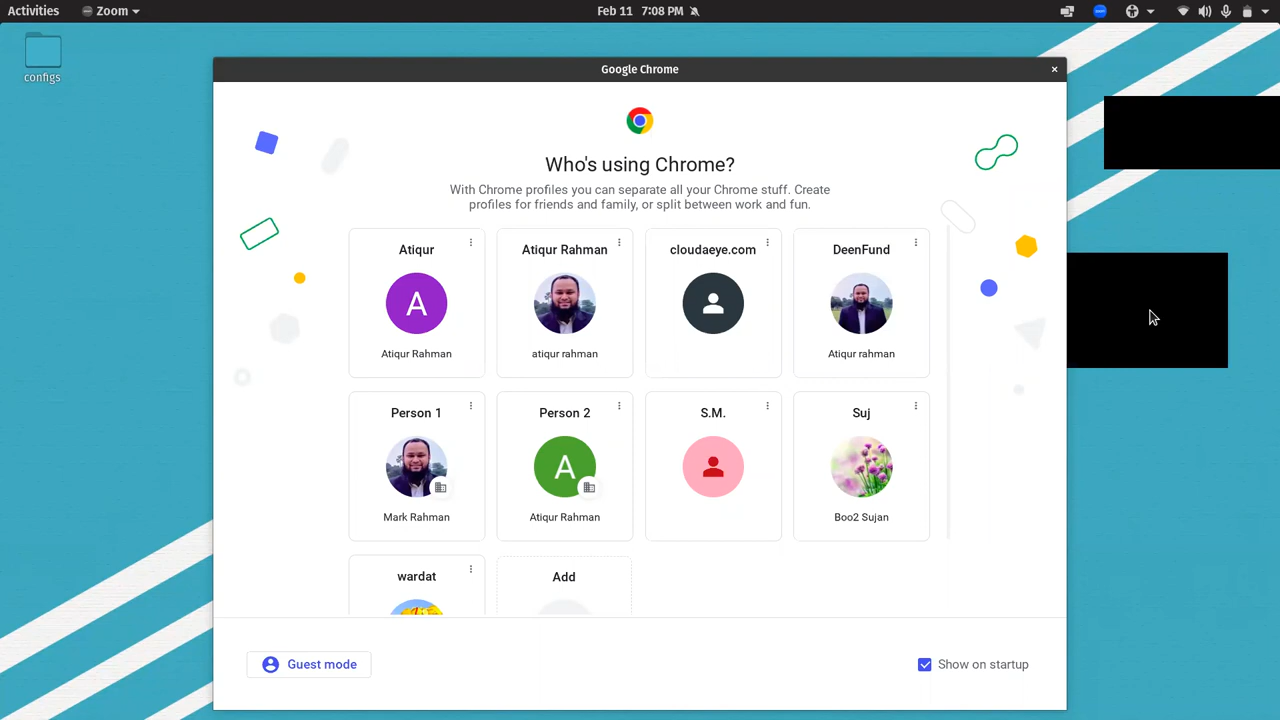 Activities
Zoom
Feb 11 7:08 PM
configs
Google Chrome
Who's using Chrome?
With Chrome profiles you can separate all your Chrome stuff. Create
profiles for friends and family, or split between work and fun.
Atiqur
Atiqur Rahman
cloudaeye.com
DeenFund
A
Atiqur Rahman
atiqur rahman
Atiqur rahman
Person 1
Person 2
S.M.
Suj
A
Mark Rahman
Atiqur Rahman
Boo2 Sujan
wardat
Add
Guest mode
Show on startup